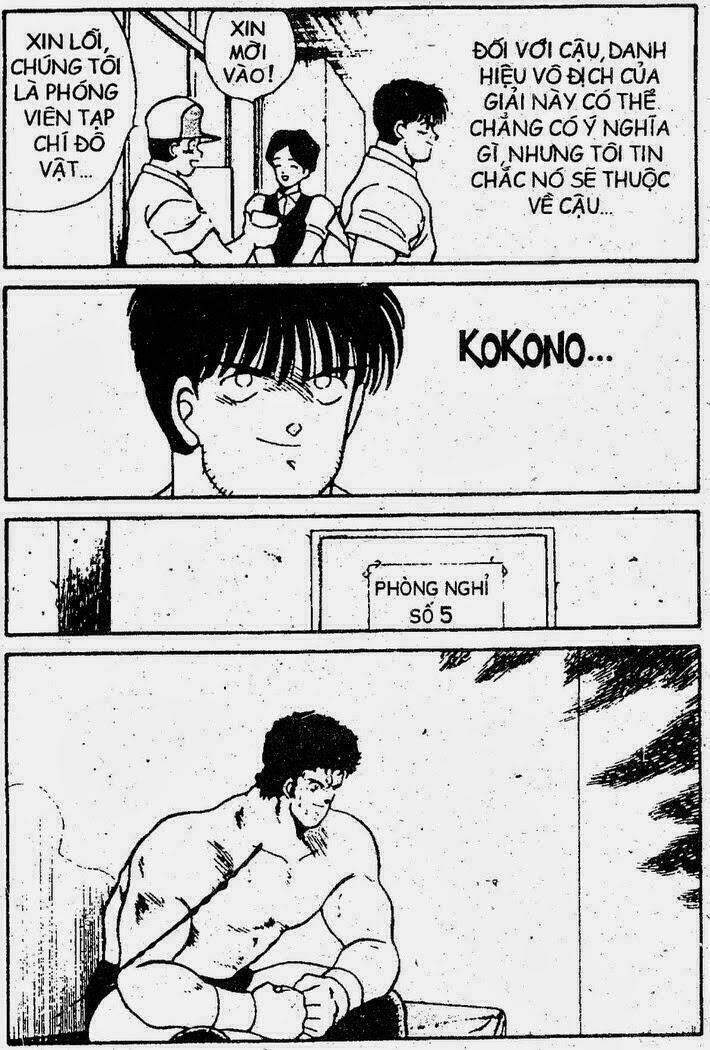 XIN LỖI,
CHÚNG TÔI
LÀ PHÓNG
VIÊN TẠP
CHÍ ĐÔ
VẬT...
XIN
MỜI
VÀO!
ĐỐI VỚI CẬU, DANH
HIỆU VÔ ĐỊCH CỦA
GIẢI NÀY CÓ THỂ
CHẲNG CÓ Ý NGHĨA
GÌ, NHƯNG TÔI TIN
CHẮC NÓ SẼ THUỘC
VỀ CẬU...
KOKONO...
PHÒNG NGHỈ
SỐ 5